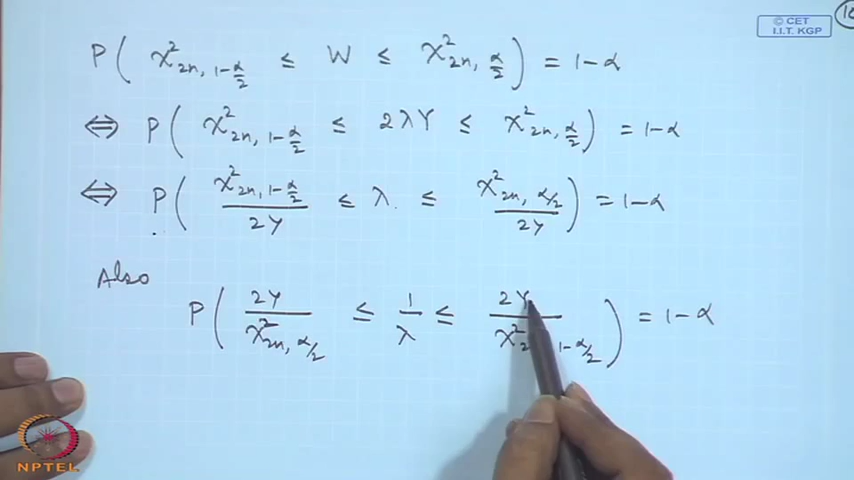 © CET
I.I.T. KGP
P( χ²_{2n, 1-α/2} ≤ W ≤ χ²_{2n, α/2} ) = 1-α
⇔ P( χ²_{2n, 1-α/2} ≤ 2λY ≤ χ²_{2n, α/2} ) = 1-α
⇔ P( χ²_{2n, 1-α/2} / 2Y ≤ λ. ≤ χ²_{2n, α/2} / 2Y ) = 1-α
Also
P( 2Y / χ²_{2n, α/2} ≤ 1/λ ≤ 2Y / χ²_{2 1-α/2} ) = 1-α
NPTEL